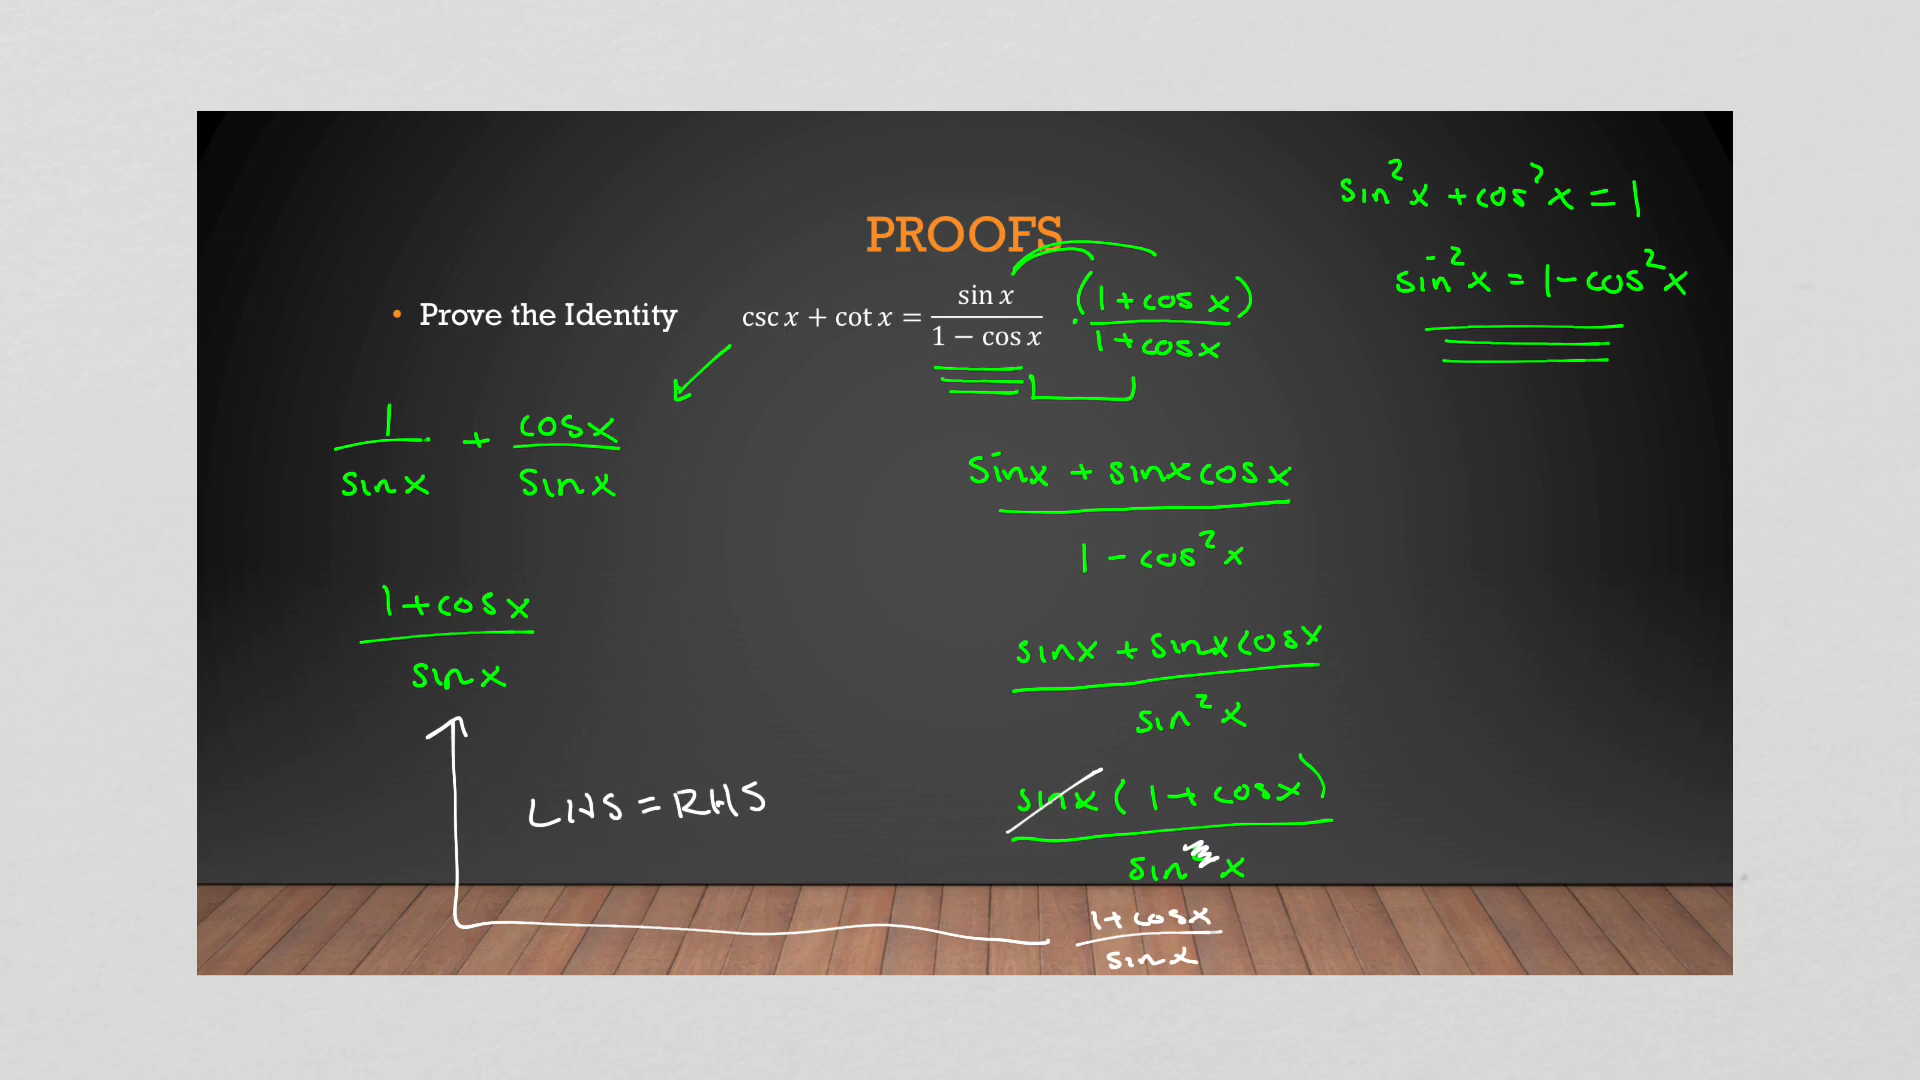 PROOFS
• Prove the Identity csc x + cot x = sin x / 1 − cos x · (1 + cos x) / 1 + cos x
sin²x + cos²x = 1
sin²x = 1 − cos²x
1 / sin x + cos x / sin x
1 + cos x / sin x
LHS = RHS
sin x + sin x cos x / 1 − cos²x
sin x + sin x cos x / sin²x
sin x (1 + cos x) / sin²x
1 + cos x / sin x